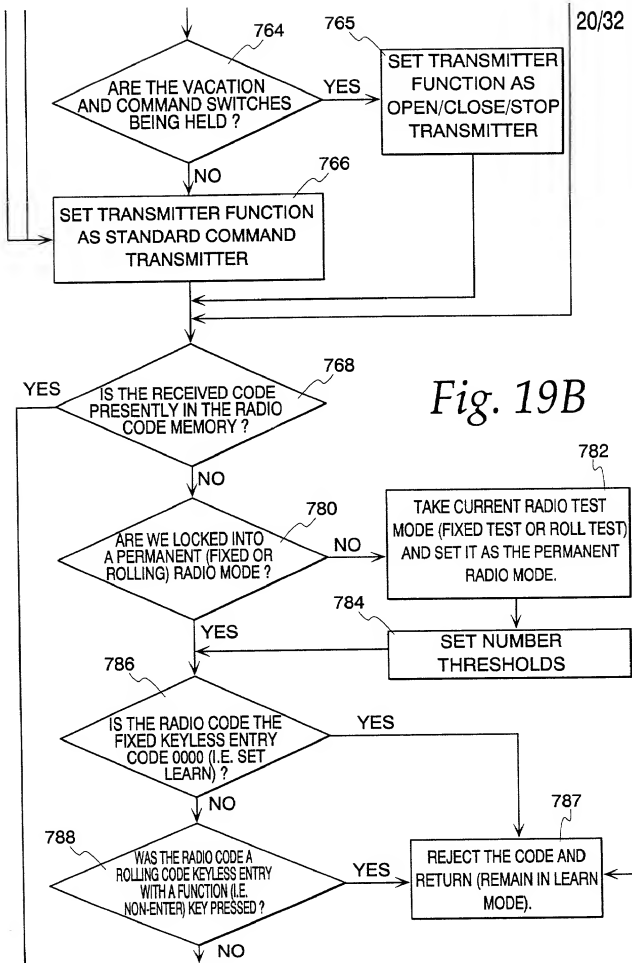 20/32
764
ARE THE VACATION
AND COMMAND SWITCHES
BEING HELD ?
YES
765
SET TRANSMITTER
FUNCTION AS
OPEN/CLOSE/STOP
TRANSMITTER
NO
766
SET TRANSMITTER FUNCTION
AS STANDARD COMMAND
TRANSMITTER
768
YES
IS THE RECEIVED CODE
PRESENTLY IN THE RADIO
CODE MEMORY ?
Fig. 19B
NO
780
ARE WE LOCKED INTO
A PERMANENT (FIXED OR
ROLLING) RADIO MODE ?
NO
782
TAKE CURRENT RADIO TEST
MODE (FIXED TEST OR ROLL TEST)
AND SET IT AS THE PERMANENT
RADIO MODE.
YES
784
SET NUMBER
THRESHOLDS
786
IS THE RADIO CODE THE
FIXED KEYLESS ENTRY
CODE 0000 (I.E. SET
LEARN) ?
YES
NO
788
WAS THE RADIO CODE A
ROLLING CODE KEYLESS ENTRY
WITH A FUNCTION (I.E.
NON-ENTER) KEY PRESSED ?
YES
787
REJECT THE CODE AND
RETURN (REMAIN IN LEARN
MODE).
NO